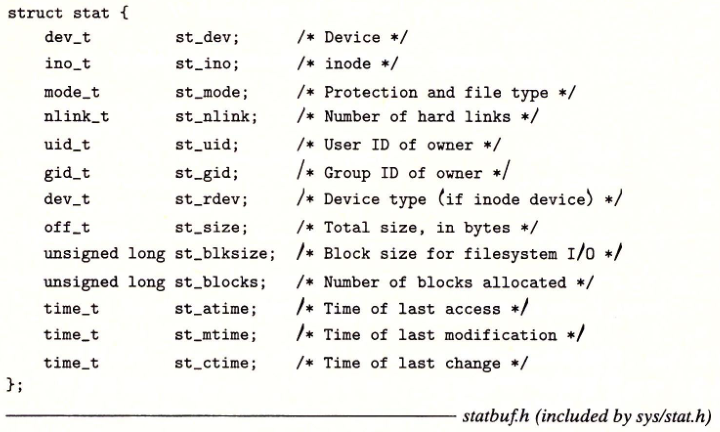 struct stat {
    dev_t          st_dev;      /* Device */
    ino_t          st_ino;      /* inode */
    mode_t         st_mode;     /* Protection and file type */
    nlink_t        st_nlink;    /* Number of hard links */
    uid_t          st_uid;      /* User ID of owner */
    gid_t          st_gid;      /* Group ID of owner */
    dev_t          st_rdev;     /* Device type (if inode device) */
    off_t          st_size;     /* Total size, in bytes */
    unsigned long st_blksize;  /* Block size for filesystem I/O */
    unsigned long st_blocks;   /* Number of blocks allocated */
    time_t         st_atime;    /* Time of last access */
    time_t         st_mtime;    /* Time of last modification */
    time_t         st_ctime;    /* Time of last change */
};
statbuf.h (included by sys/stat.h)